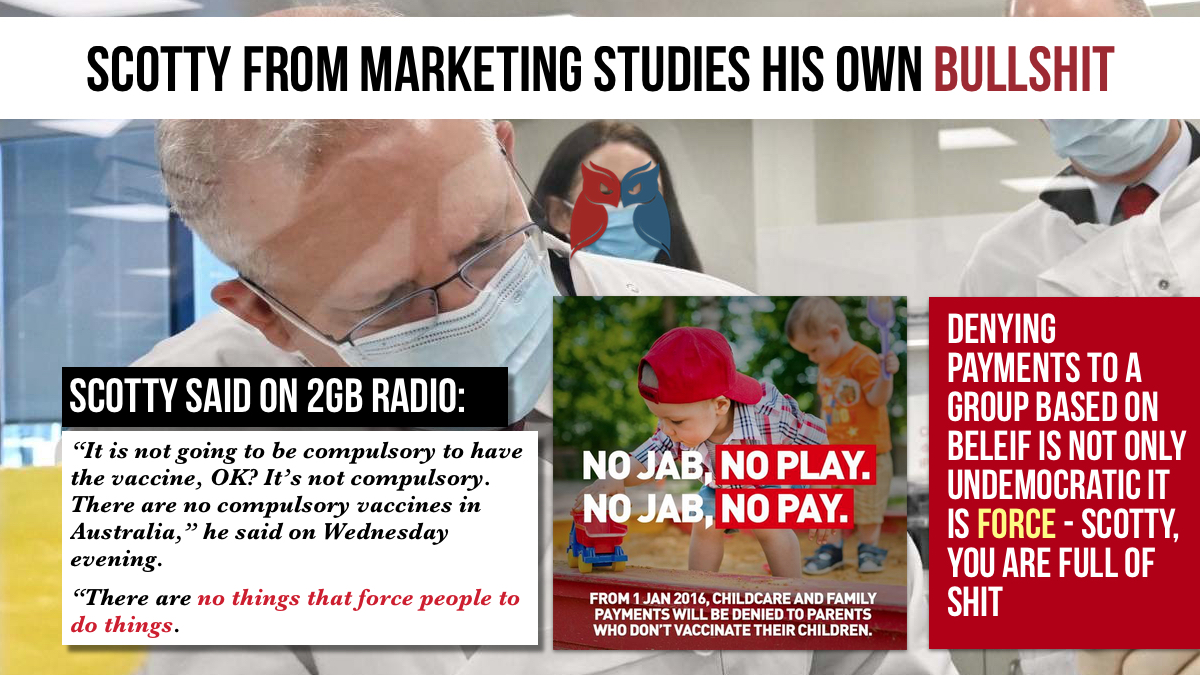 SCOTTY FROM MARKETING STUDIES HIS OWN BULLSHIT
SCOTTY SAID ON 2GB RADIO:
“It is not going to be compulsory to have
the vaccine, OK? It’s not compulsory.
There are no compulsory vaccines in
Australia,” he said on Wednesday
evening.
“There are no things that force people to
do things.
NO JAB, NO PLAY.
NO JAB, NO PAY.
FROM 1 JAN 2016, CHILDCARE AND FAMILY
PAYMENTS WILL BE DENIED TO PARENTS
WHO DON’T VACCINATE THEIR CHILDREN.
DENYING
PAYMENTS TO A
GROUP BASED ON
BELEIF IS NOT ONLY
UNDEMOCRATIC IT
IS FORCE - SCOTTY,
YOU ARE FULL OF
SHIT